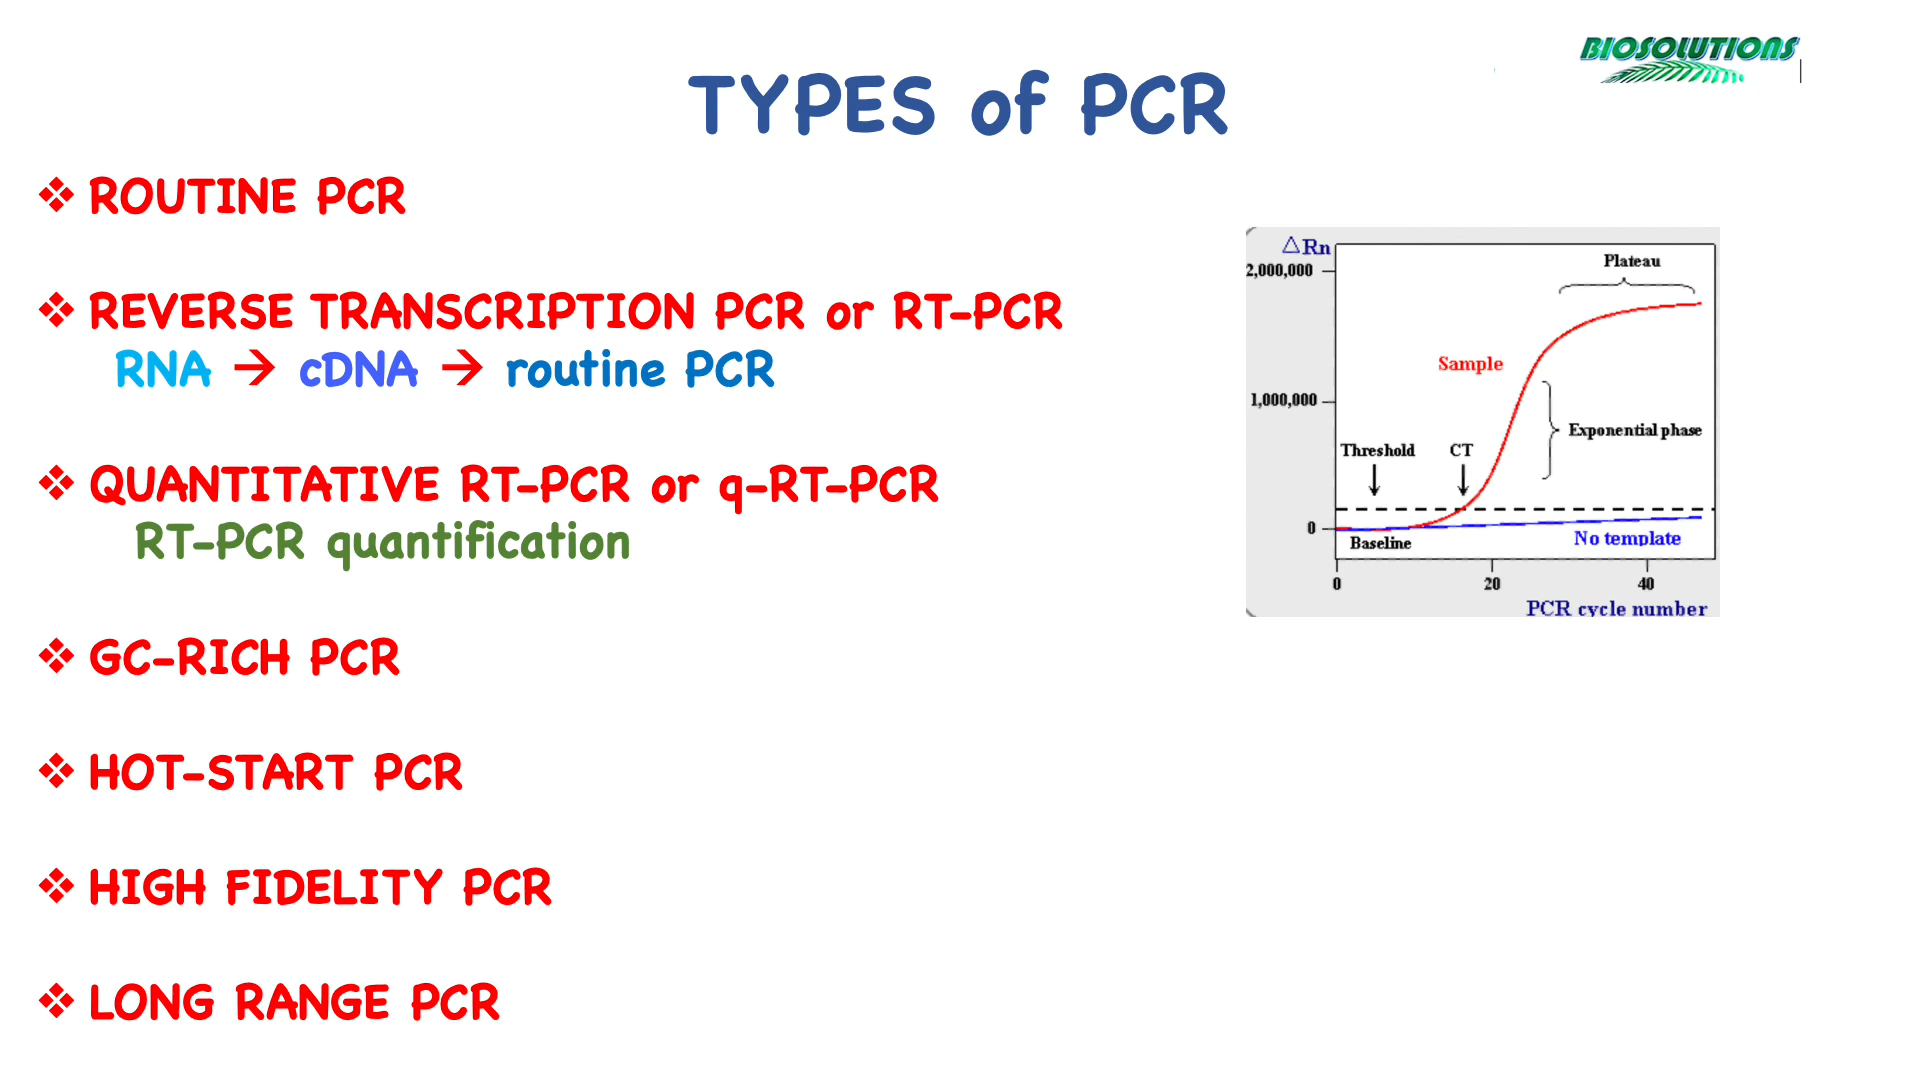 BIOSOLUTIONS
TYPES of PCR
❖ ROUTINE PCR
❖ REVERSE TRANSCRIPTION PCR or RT-PCR
RNA → cDNA → routine PCR
❖ QUANTITATIVE RT-PCR or q-RT-PCR
RT-PCR quantification
❖ GC-RICH PCR
❖ HOT-START PCR
❖ HIGH FIDELITY PCR
❖ LONG RANGE PCR
△Rn
2,000,000
Plateau
Sample
1,000,000
Exponential phase
Threshold CT
0
Baseline
No template
0 20 40
PCR cycle number